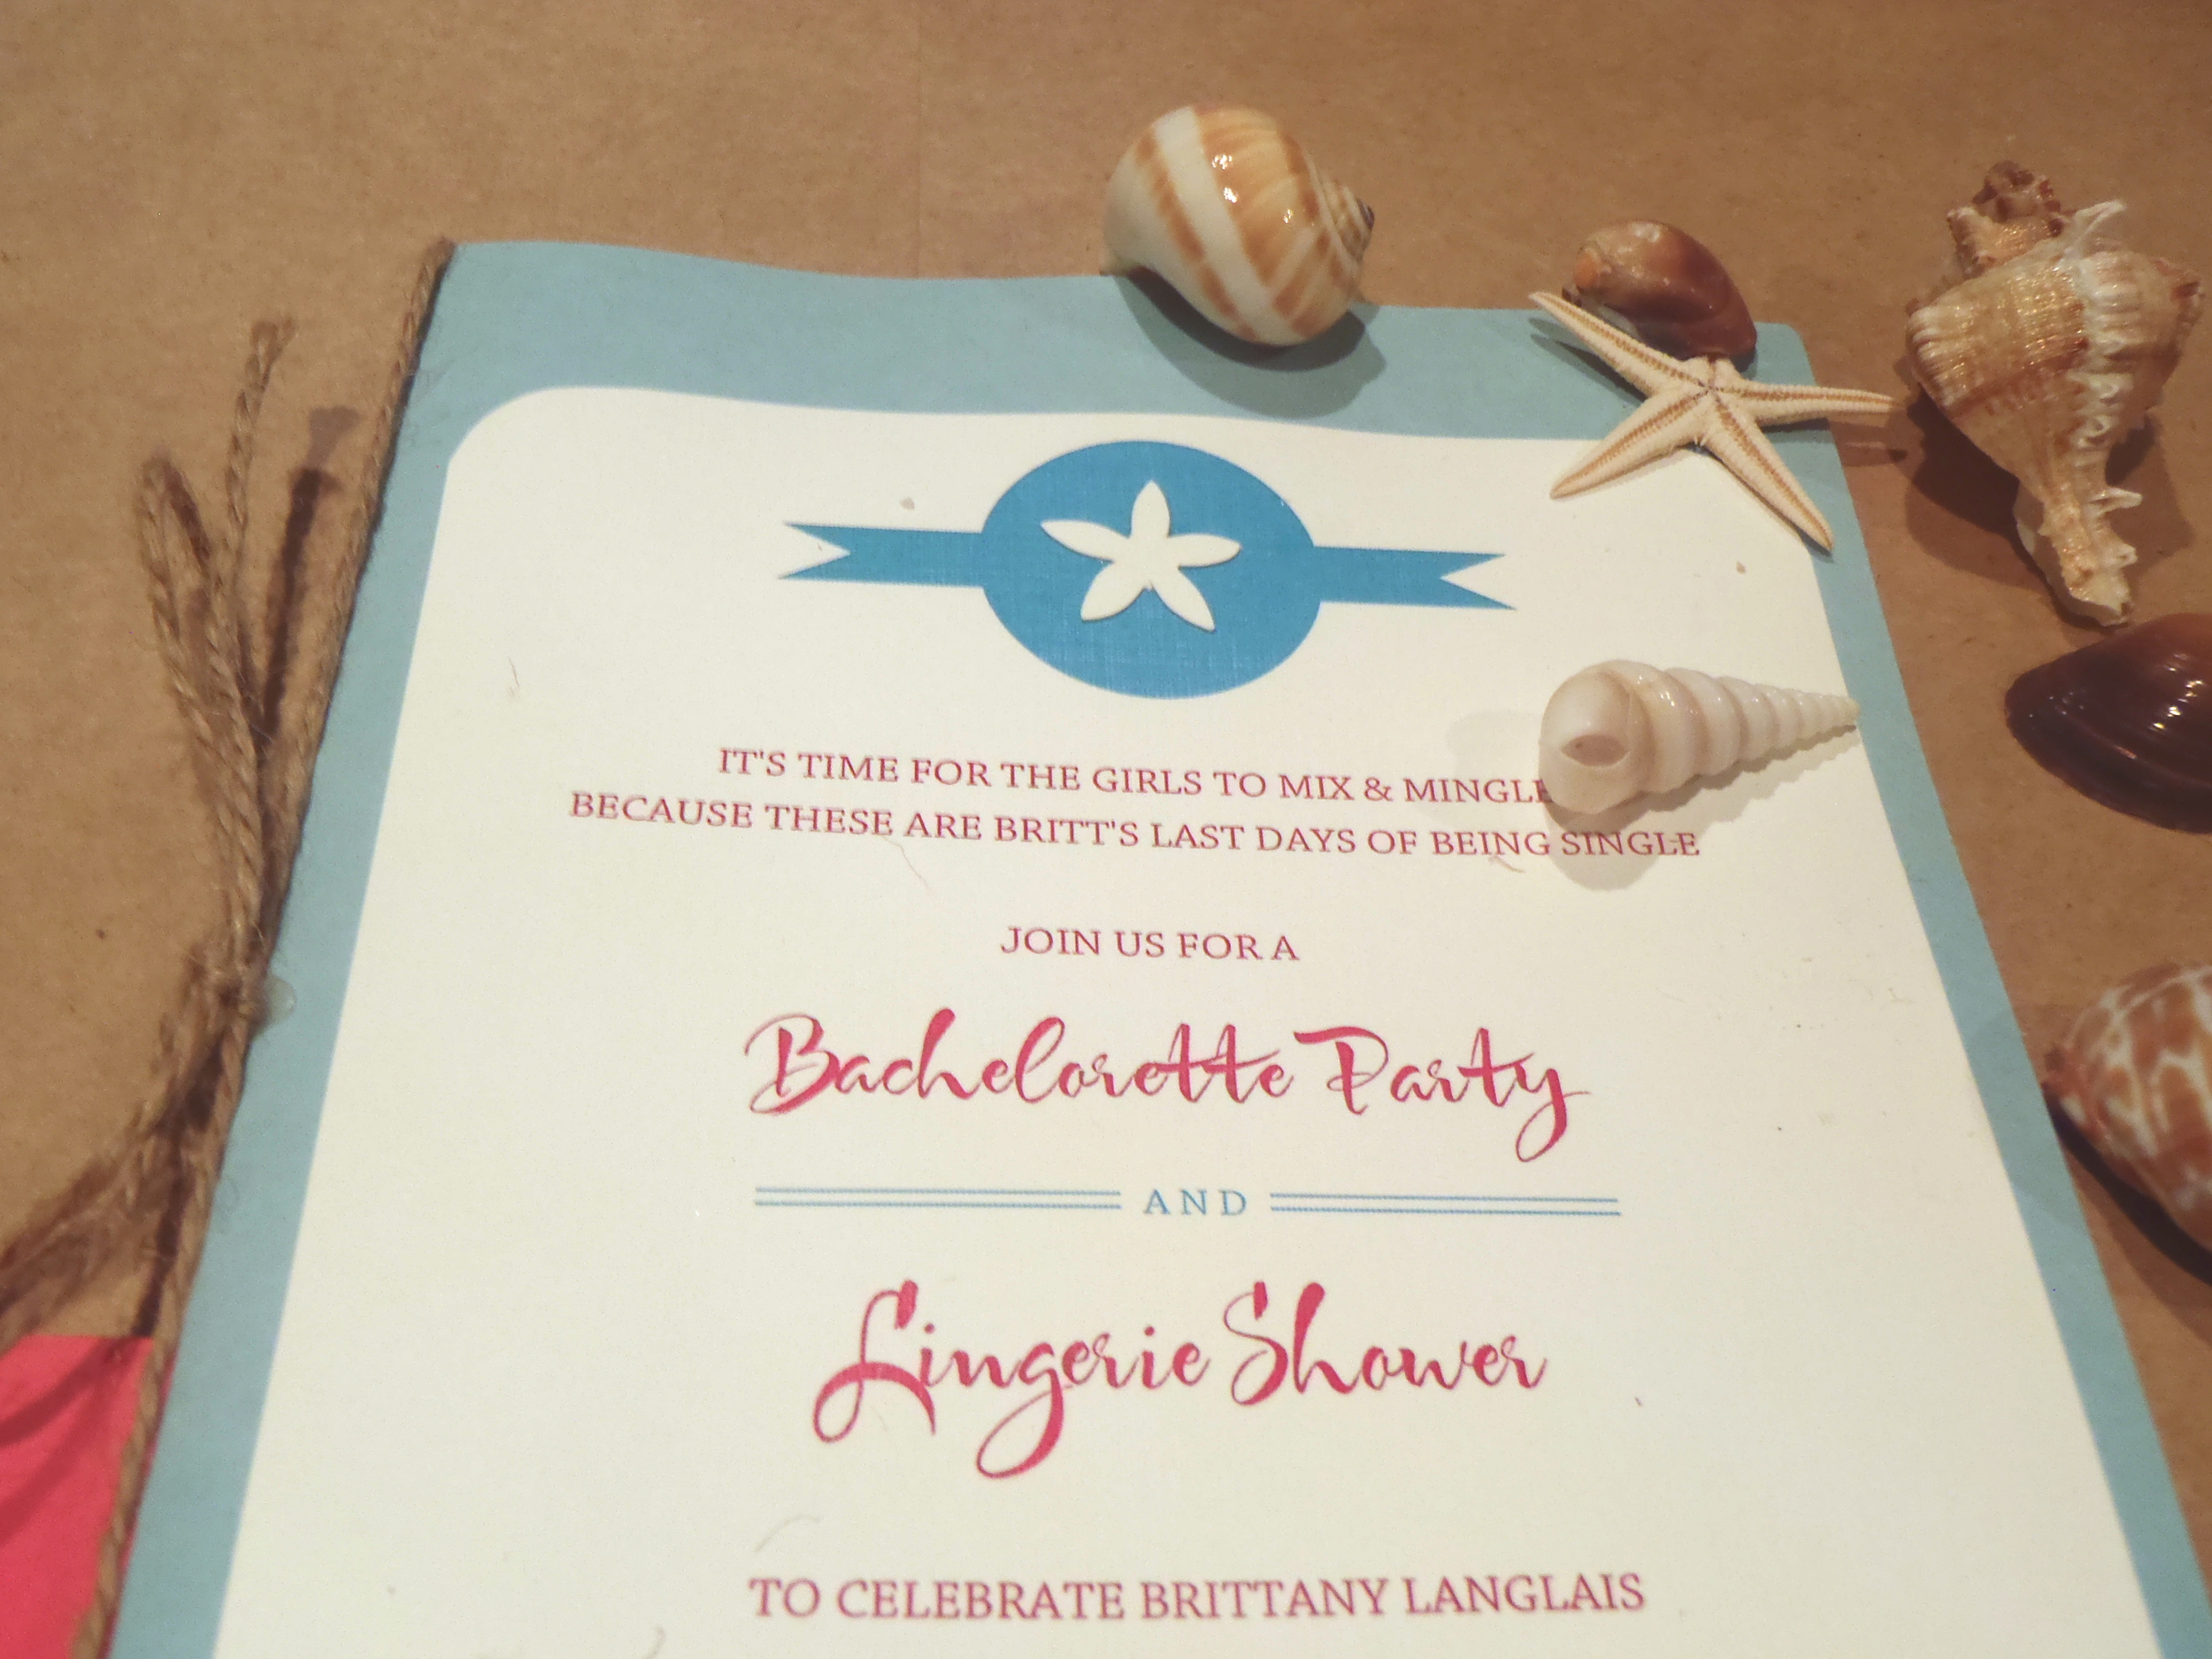 IT'S TIME FOR THE GIRLS TO MIX & MINGLE
BECAUSE THESE ARE BRITT'S LAST DAYS OF BEING SINGLE
JOIN US FOR A
Bachelorette Party
AND
Lingerie Shower
TO CELEBRATE BRITTANY LANGLAIS